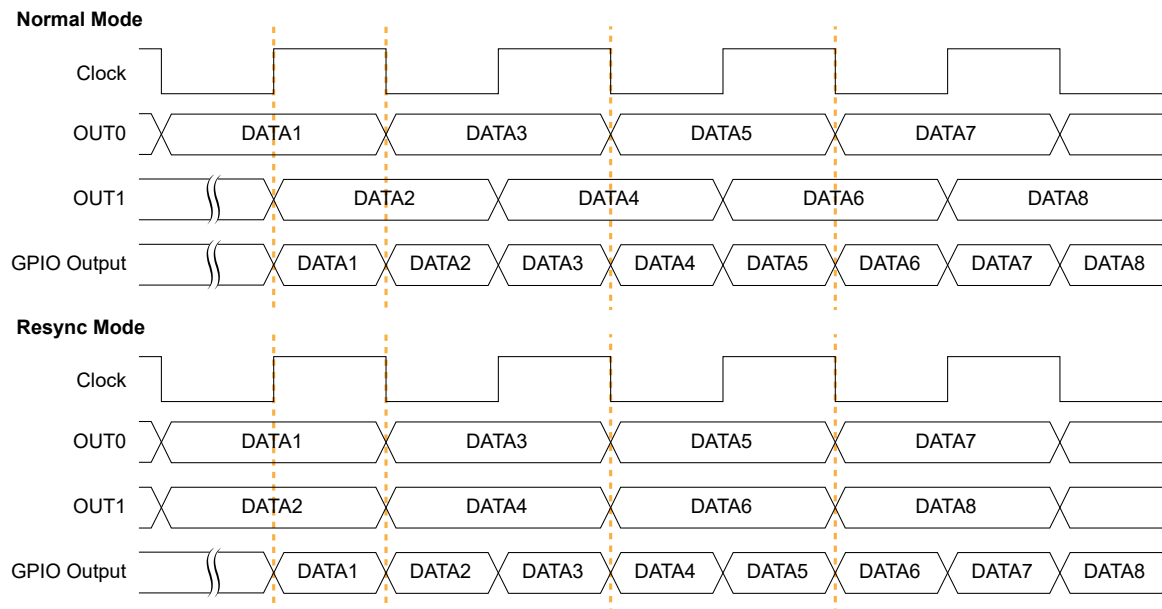 Normal Mode
Clock
OUT0 DATA1 DATA3 DATA5 DATA7
OUT1 DATA2 DATA4 DATA6 DATA8
GPIO Output DATA1 DATA2 DATA3 DATA4 DATA5 DATA6 DATA7 DATA8
Resync Mode
Clock
OUT0 DATA1 DATA3 DATA5 DATA7
OUT1 DATA2 DATA4 DATA6 DATA8
GPIO Output DATA1 DATA2 DATA3 DATA4 DATA5 DATA6 DATA7 DATA8